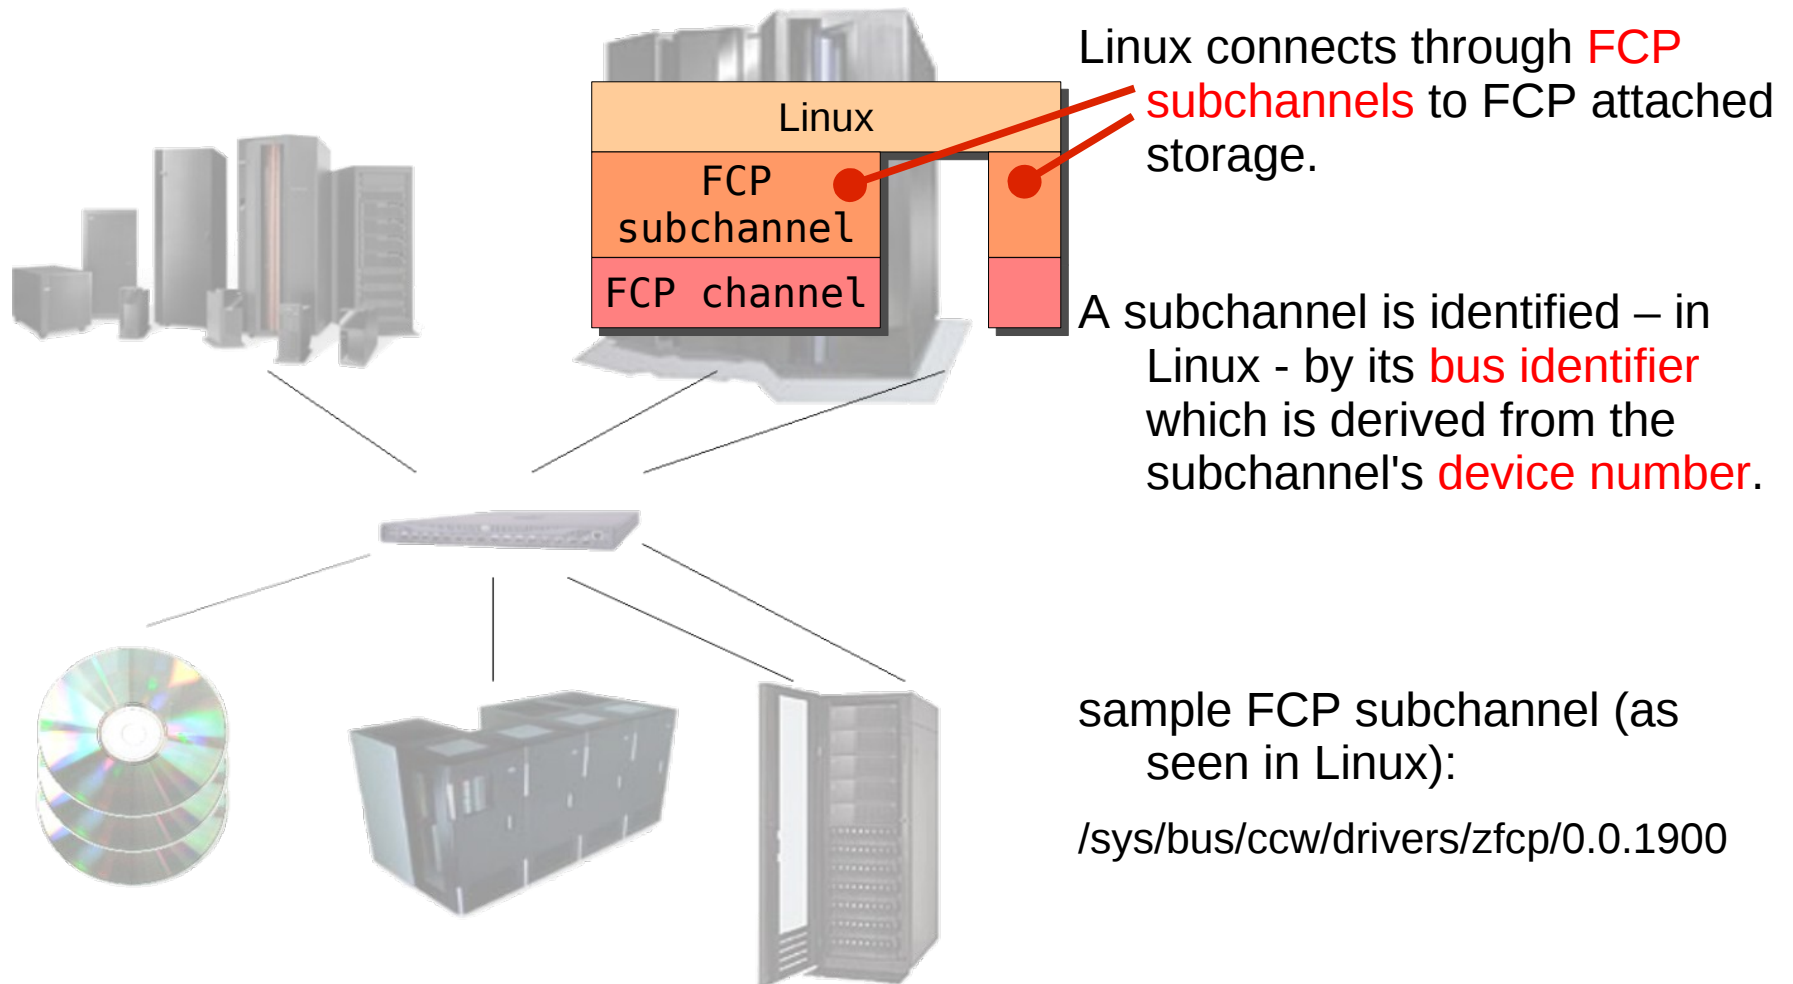 Linux
FCP
subchannel
FCP channel
Linux connects through FCP
subchannels to FCP attached
storage.
A subchannel is identified – in
Linux - by its bus identifier
which is derived from the
subchannel's device number.
sample FCP subchannel (as
seen in Linux):
/sys/bus/ccw/drivers/zfcp/0.0.1900